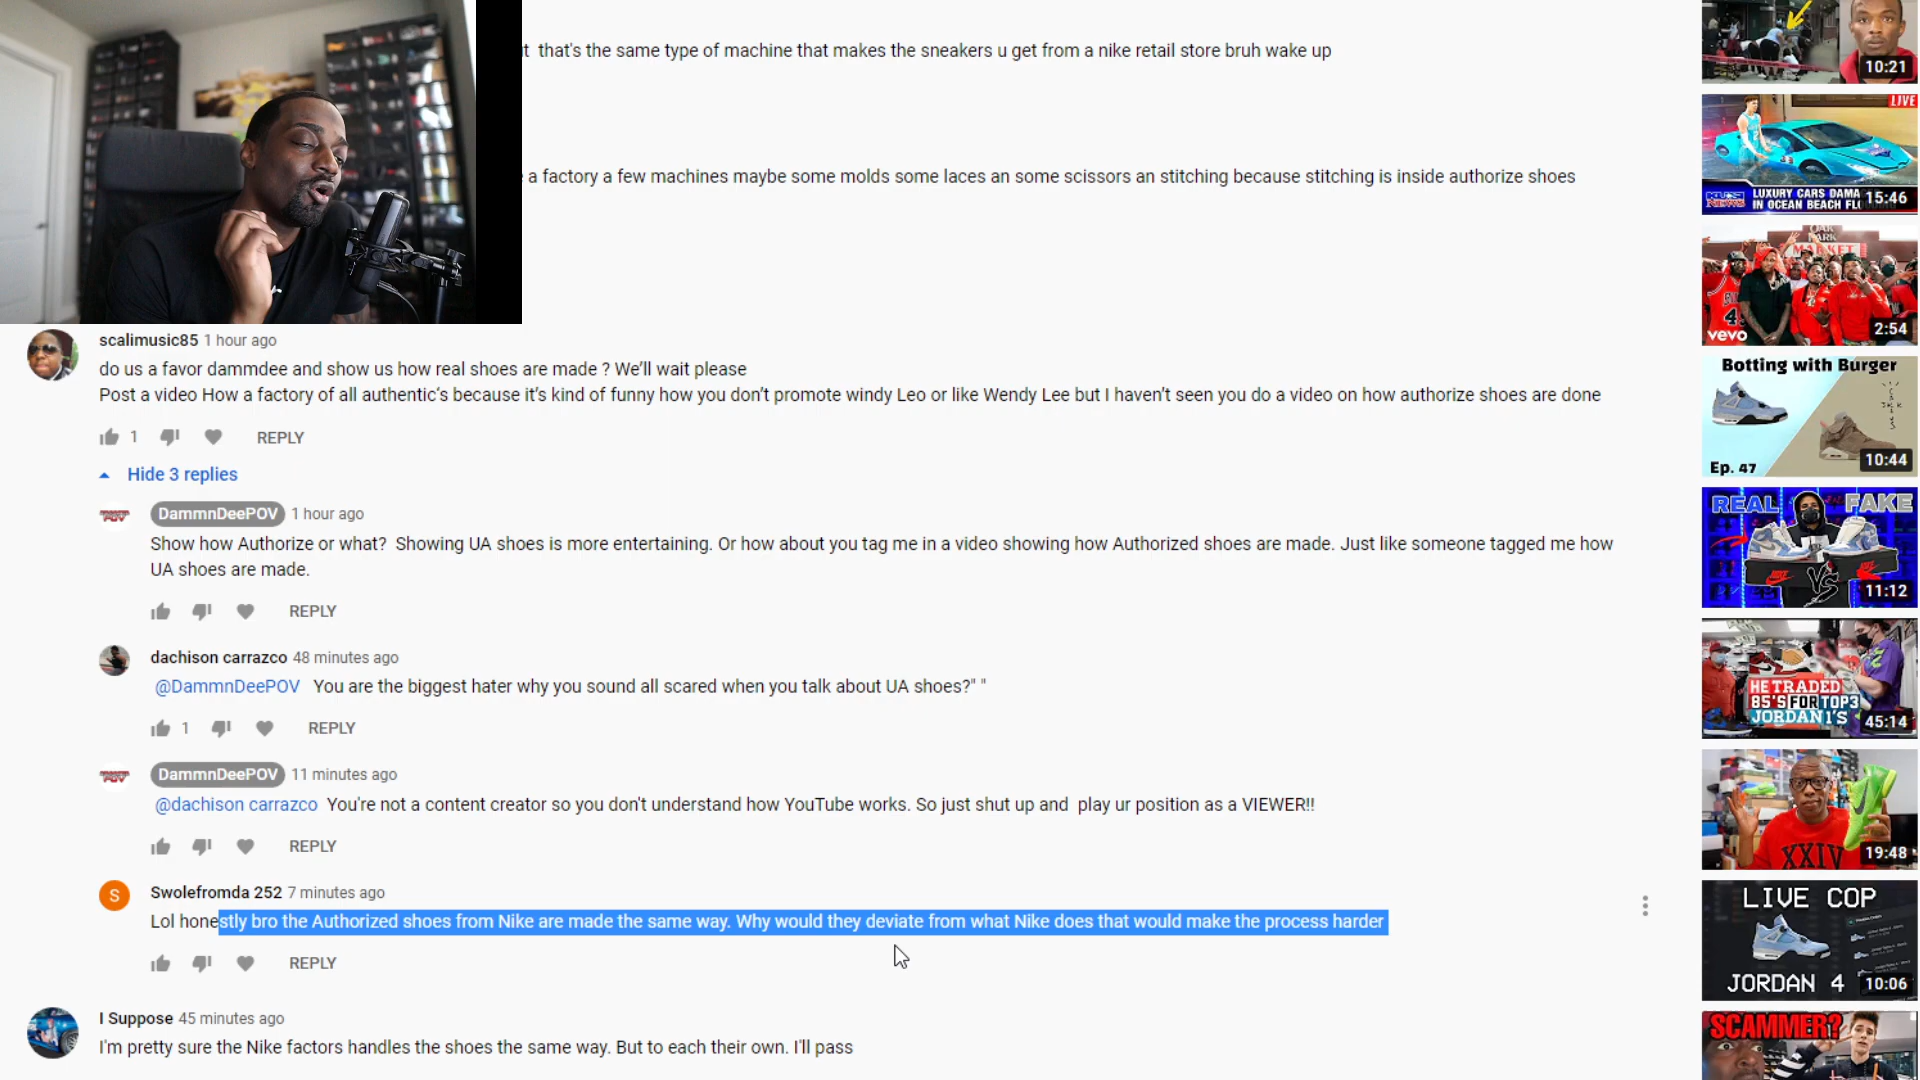 that's the same type of machine that makes the sneakers u get from a nike retail store bruh wake up
a factory a few machines maybe some molds some laces an some scissors an stitching because stitching is inside authorize shoes
scalimusic85 1 hour ago
do us a favor dammdee and show us how real shoes are made ? We’ll wait please
Post a video How a factory of all authentic‘s because it’s kind of funny how you don’t promote windy Leo or like Wendy Lee but I haven’t seen you do a video on how authorize shoes are done
1 REPLY
Hide 3 replies
DammnDeePOV 1 hour ago
Show how Authorize or what? Showing UA shoes is more entertaining. Or how about you tag me in a video showing how Authorized shoes are made. Just like someone tagged me how
UA shoes are made.
REPLY
dachison carrazco 48 minutes ago
@DammnDeePOV You are the biggest hater why you sound all scared when you talk about UA shoes?" "
1 REPLY
DammnDeePOV 11 minutes ago
@dachison carrazco You're not a content creator so you don't understand how YouTube works. So just shut up and play ur position as a VIEWER!!
REPLY
S
Swolefromda 252 7 minutes ago
Lol honestly bro the Authorized shoes from Nike are made the same way. Why would they deviate from what Nike does that would make the process harder
REPLY
I Suppose 45 minutes ago
I'm pretty sure the Nike factors handles the shoes the same way. But to each their own. I'll pass
10:21
LIVE
LUXURY CARS DAMA
IN OCEAN BEACH FL
15:46
OAK PARK
MARKET
vevo
2:54
Botting with Burger
Ep. 47
10:44
REAL FAKE
VS
11:12
HE TRADED
85'S FOR TOP3
JORDAN 1'S
45:14
XXIV
19:48
LIVE COP
JORDAN 4
10:06
SCAMMER?